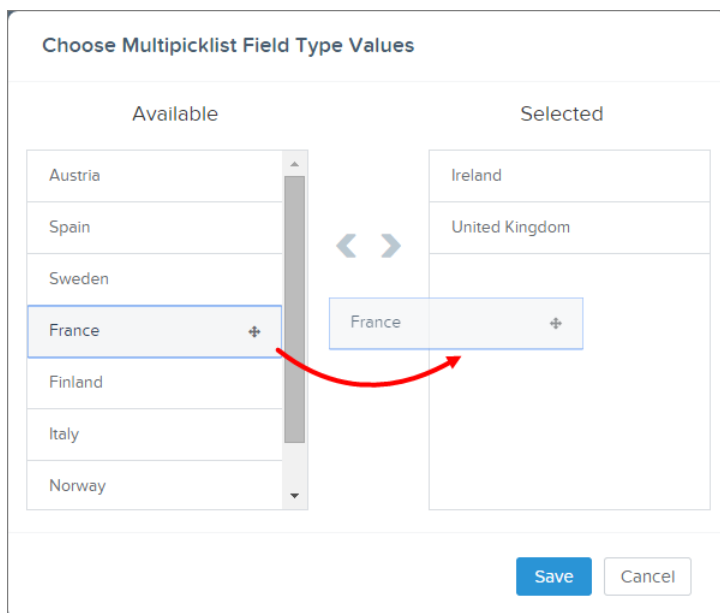 Choose Multipicklist Field Type Values
Available
Selected
Austria
Spain
Sweden
France
Finland
Italy
Norway
Ireland
United Kingdom
France
Save
Cancel